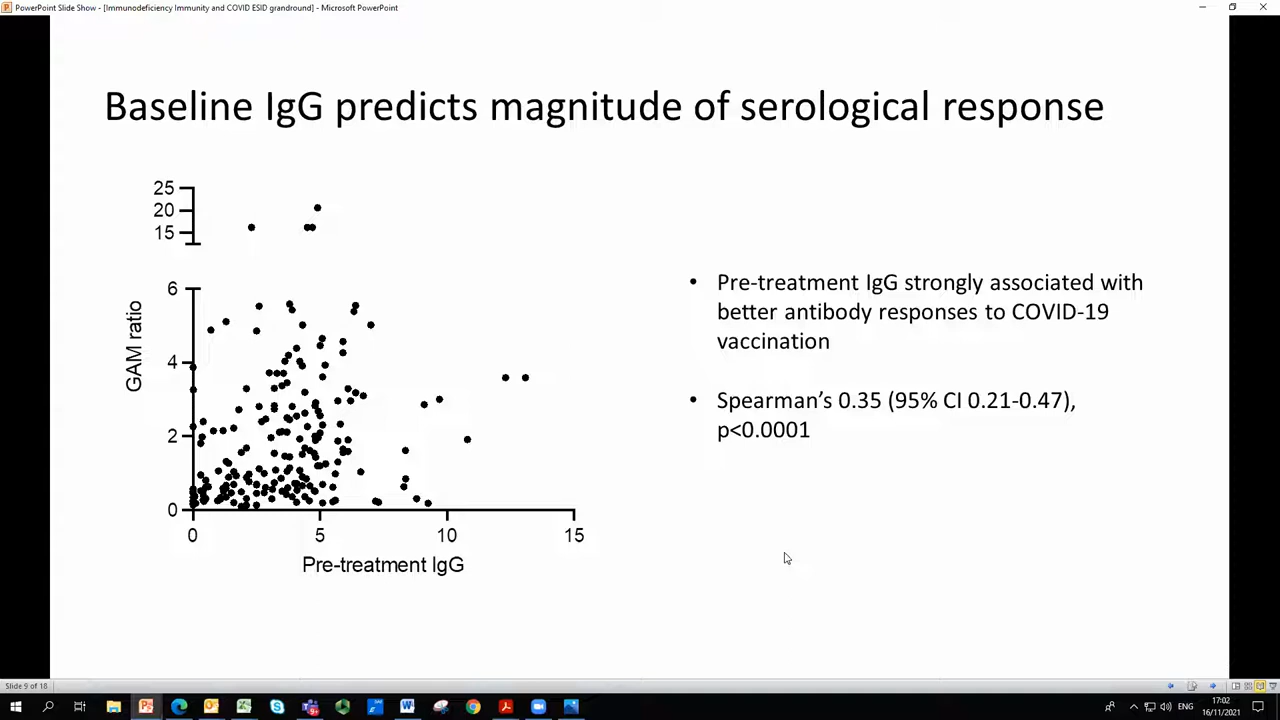 PowerPoint Slide Show - [Immunodeficiency Immunity and COVID ESID grandround] - Microsoft PowerPoint
Baseline IgG predicts magnitude of serological response
25
20
15
6
4
2
0
GAM ratio
0 5 10 15
Pre-treatment IgG
• Pre-treatment IgG strongly associated with
better antibody responses to COVID-19
vaccination
• Spearman’s 0.35 (95% CI 0.21-0.47),
p<0.0001
Slide 9 of 18
ENG
17:02
16/11/2021